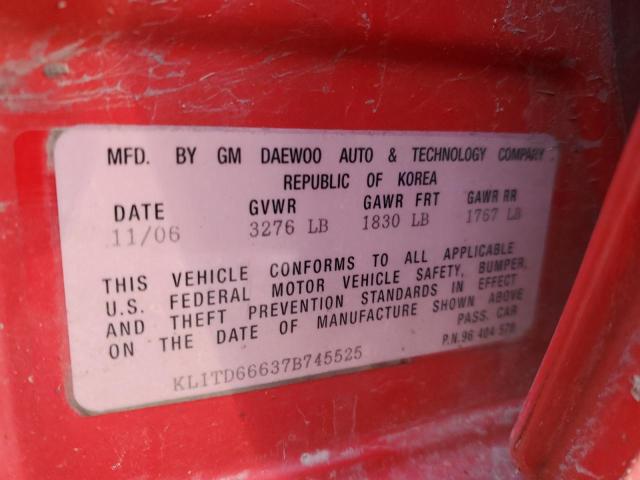 MFD. BY GM DAEWOO AUTO & TECHNOLOGY COMPANY
REPUBLIC OF KOREA
DATE GVWR GAWR FRT GAWR RR
11/06 3276 LB 1830 LB 1767 LB
THIS VEHICLE CONFORMS TO ALL APPLICABLE
U.S. FEDERAL MOTOR VEHICLE SAFETY, BUMPER,
AND THEFT PREVENTION STANDARDS IN EFFECT
ON THE DATE OF MANUFACTURE SHOWN ABOVE
PASS. CAR
P.N.96 404 578
KL1TD66637B745525